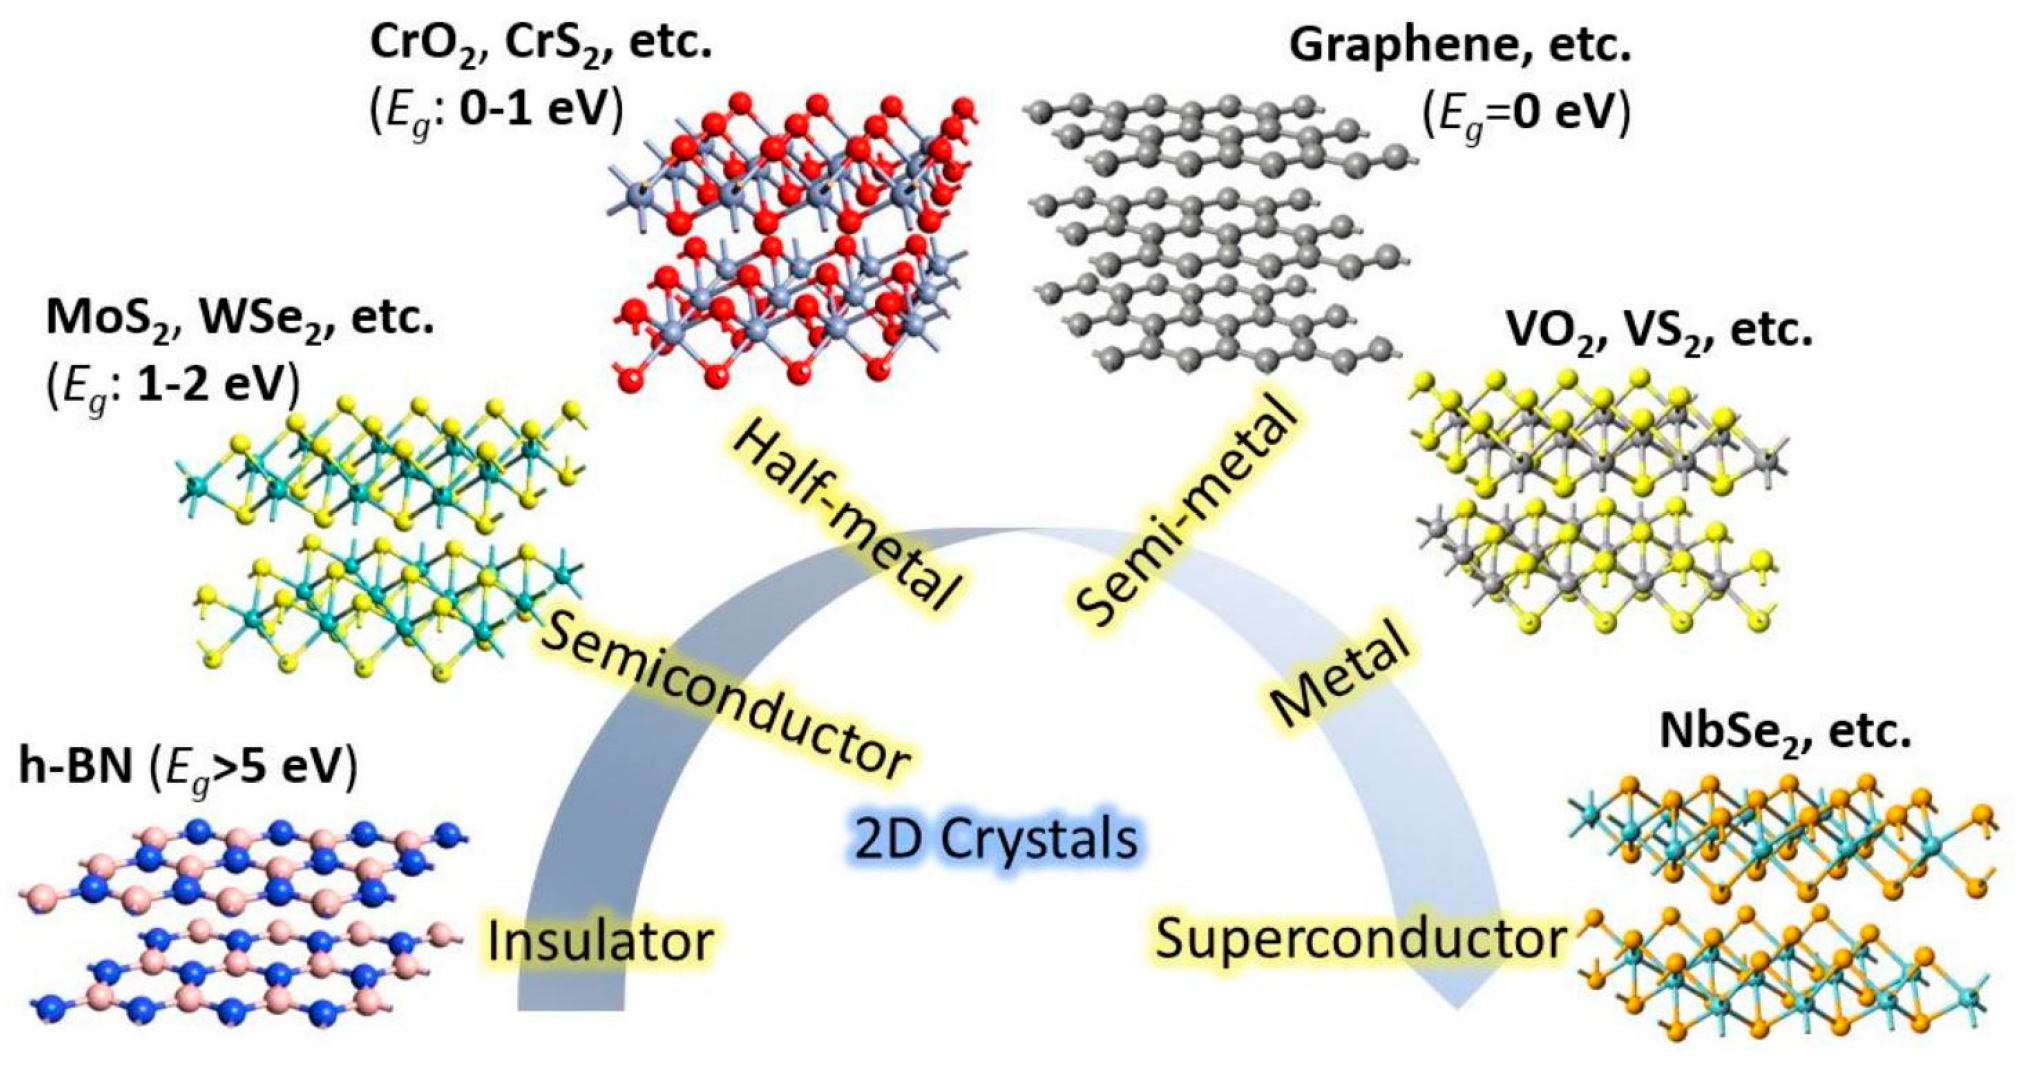 CrO₂, CrS₂, etc.
(Eg: 0-1 eV)
Graphene, etc.
(Eg=0 eV)
MoS₂, WSe₂, etc.
(Eg: 1-2 eV)
VO₂, VS₂, etc.
h-BN (Eg>5 eV)
NbSe₂, etc.
Insulator
Semiconductor
Half-metal
Semi-metal
Metal
Superconductor
2D Crystals